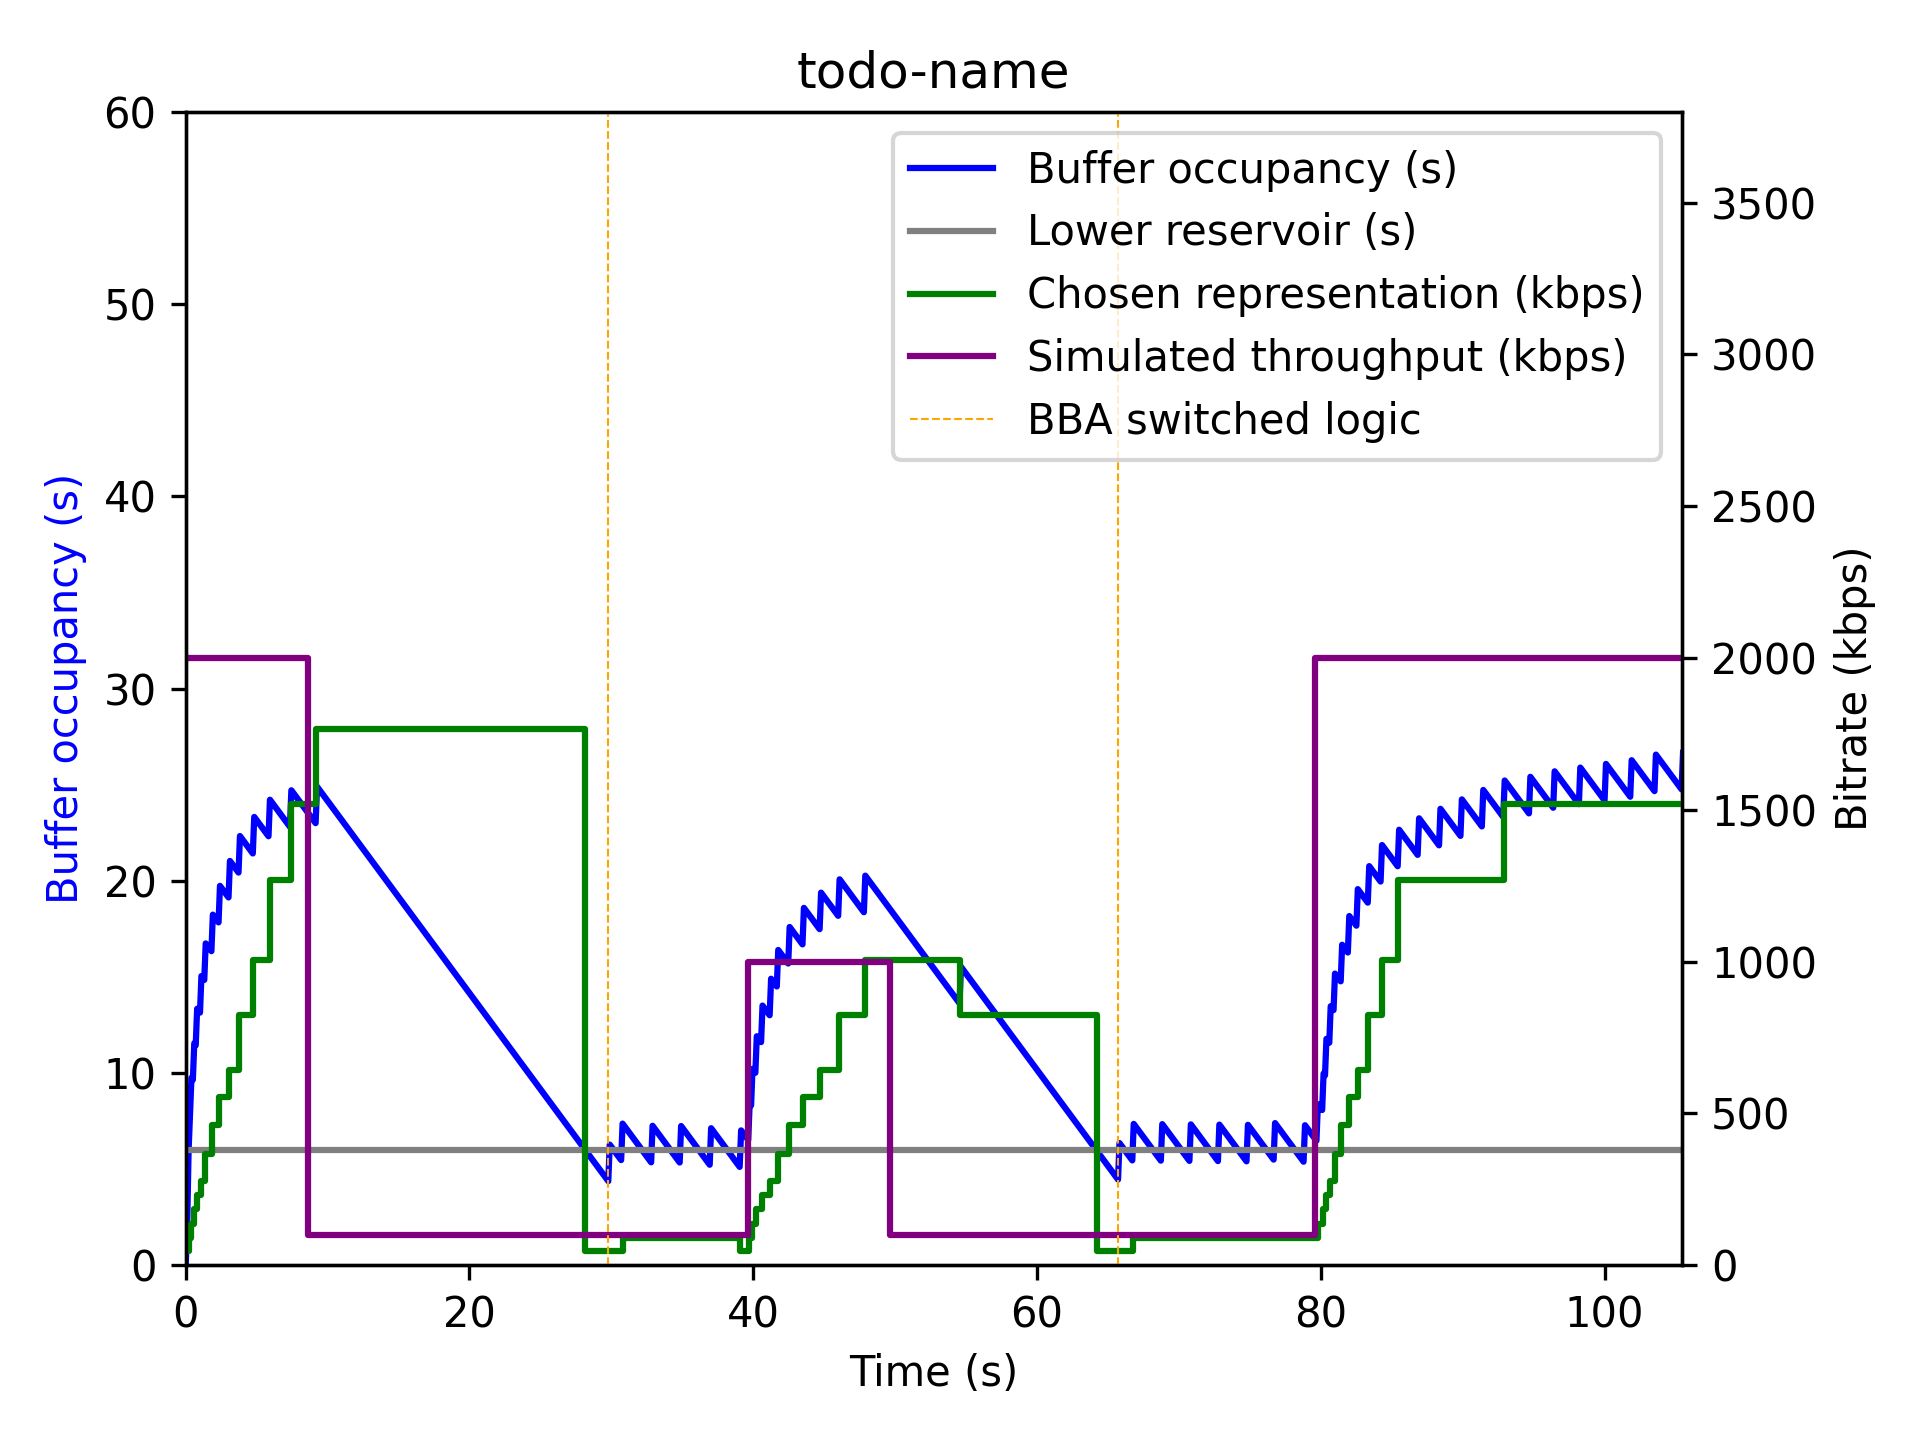 todo-name
60
50
40
30
20
10
0
Buffer occupancy (s)
Buffer occupancy (s)
Lower reservoir (s)
Chosen representation (kbps)
Simulated throughput (kbps)
BBA switched logic
3500
3000
2500
2000
1500
1000
500
0
Bitrate (kbps)
0 20 40 60 80 100
Time (s)